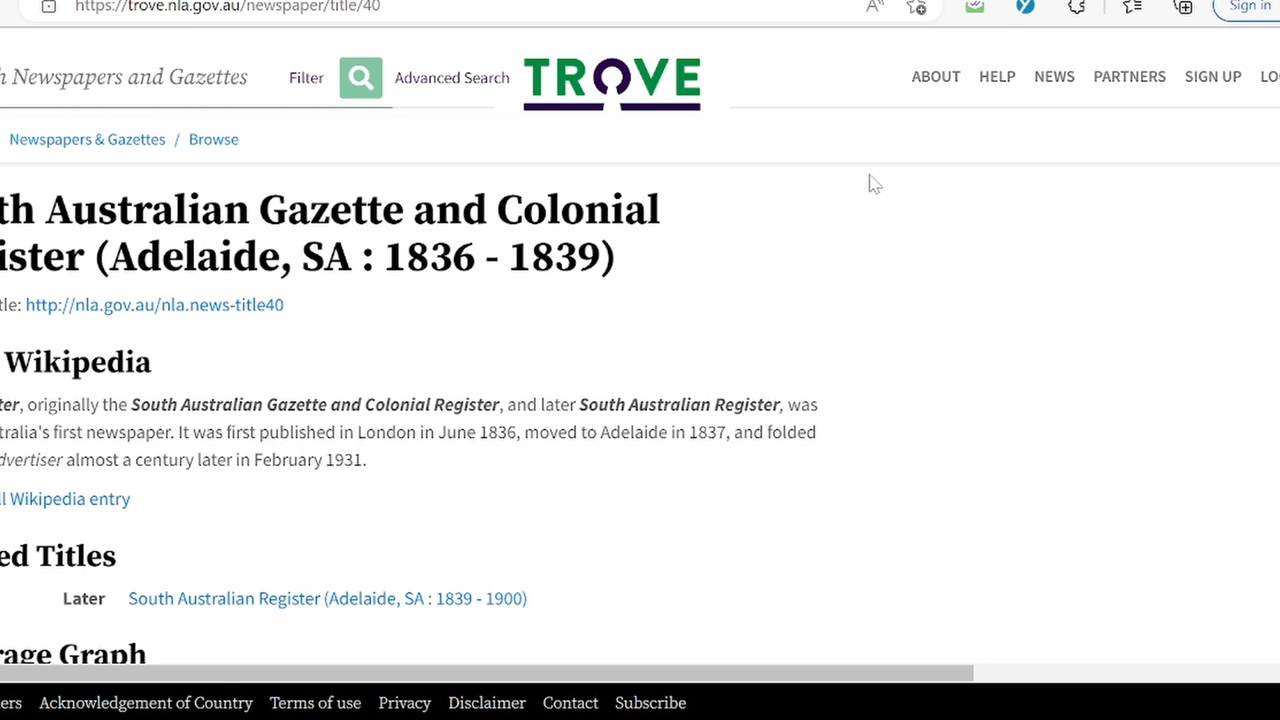 https://trove.nla.gov.au/newspaper/title/40
Sign in
Newspapers and Gazettes
Filter
Advanced Search
TROVE
ABOUT HELP NEWS PARTNERS SIGN UP LO
Newspapers & Gazettes / Browse
th Australian Gazette and Colonial
ister (Adelaide, SA : 1836 - 1839)
tle: http://nla.gov.au/nla.news-title40
Wikipedia
ter, originally the South Australian Gazette and Colonial Register, and later South Australian Register, was
tralia's first newspaper. It was first published in London in June 1836, moved to Adelaide in 1837, and folded
dvertiser almost a century later in February 1931.
ll Wikipedia entry
ed Titles
Later South Australian Register (Adelaide, SA : 1839 - 1900)
rage Graph
ers Acknowledgement of Country Terms of use Privacy Disclaimer Contact Subscribe